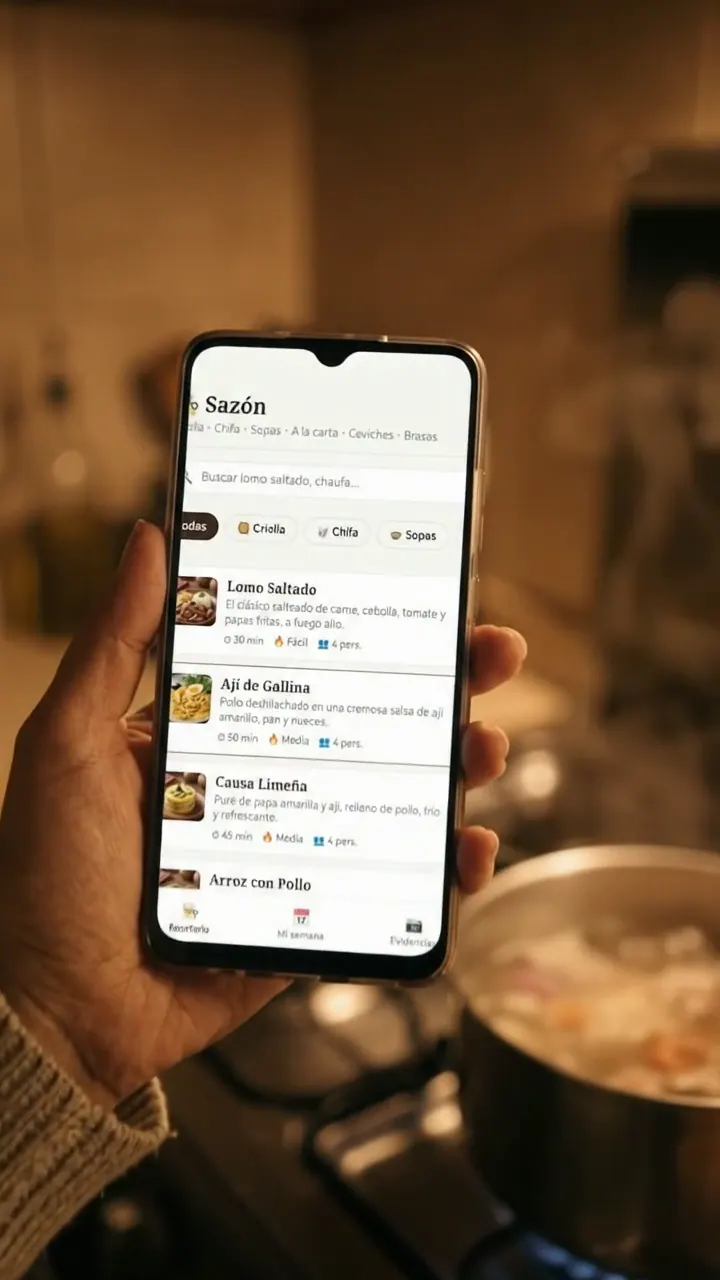 Sazón
Chifa · Sopas · A la carta · Ceviches · Brasas
Buscar lomo saltado, chaufa...
odas
Criolla
Chifa
Sopas
Lomo Saltado
El clásico salteado de carne, cebolla, tomate y
papas fritas, a fuego alto.
30 min Fácil 4 pers.
Ají de Gallina
Pollo deshilachado en una cremosa salsa de ají
amarillo, pan y nueces.
50 min Media 4 pers.
Causa Limeña
Puré de papa amarilla y ají, relleno de pollo, frío
y refrescante.
45 min Media 4 pers.
Arroz con Pollo
17
Mi semana